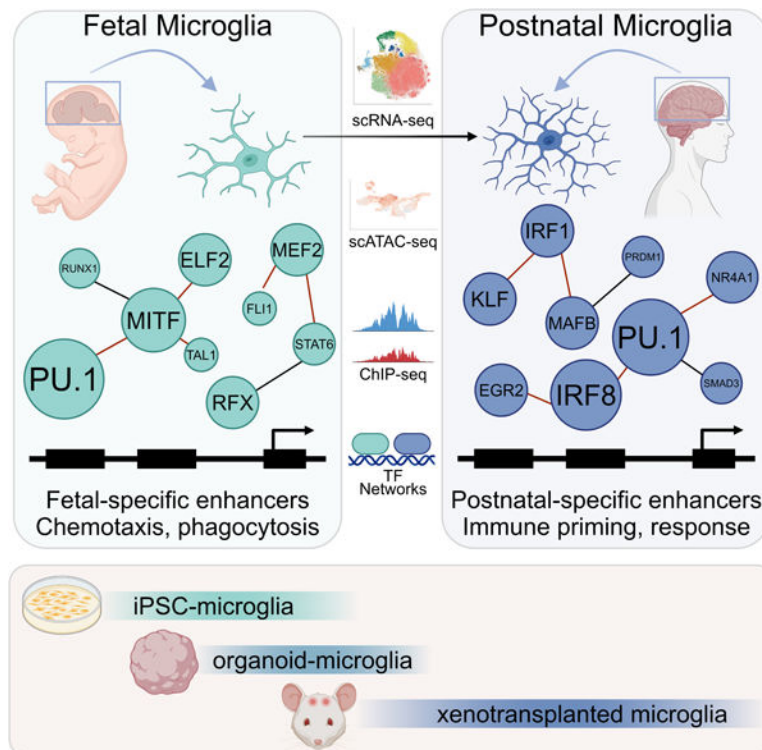 Fetal Microglia
RUNX1
ELF2
MEF2
MITF
FLI1
TAL1
STAT6
PU.1
RFX
Fetal-specific enhancers
Chemotaxis, phagocytosis
scRNA-seq
scATAC-seq
ChIP-seq
TF
Networks
Postnatal Microglia
IRF1
PRDM1
NR4A1
KLF
MAFB
PU.1
EGR2
IRF8
SMAD3
Postnatal-specific enhancers
Immune priming, response
iPSC-microglia
organoid-microglia
xenotransplanted microglia